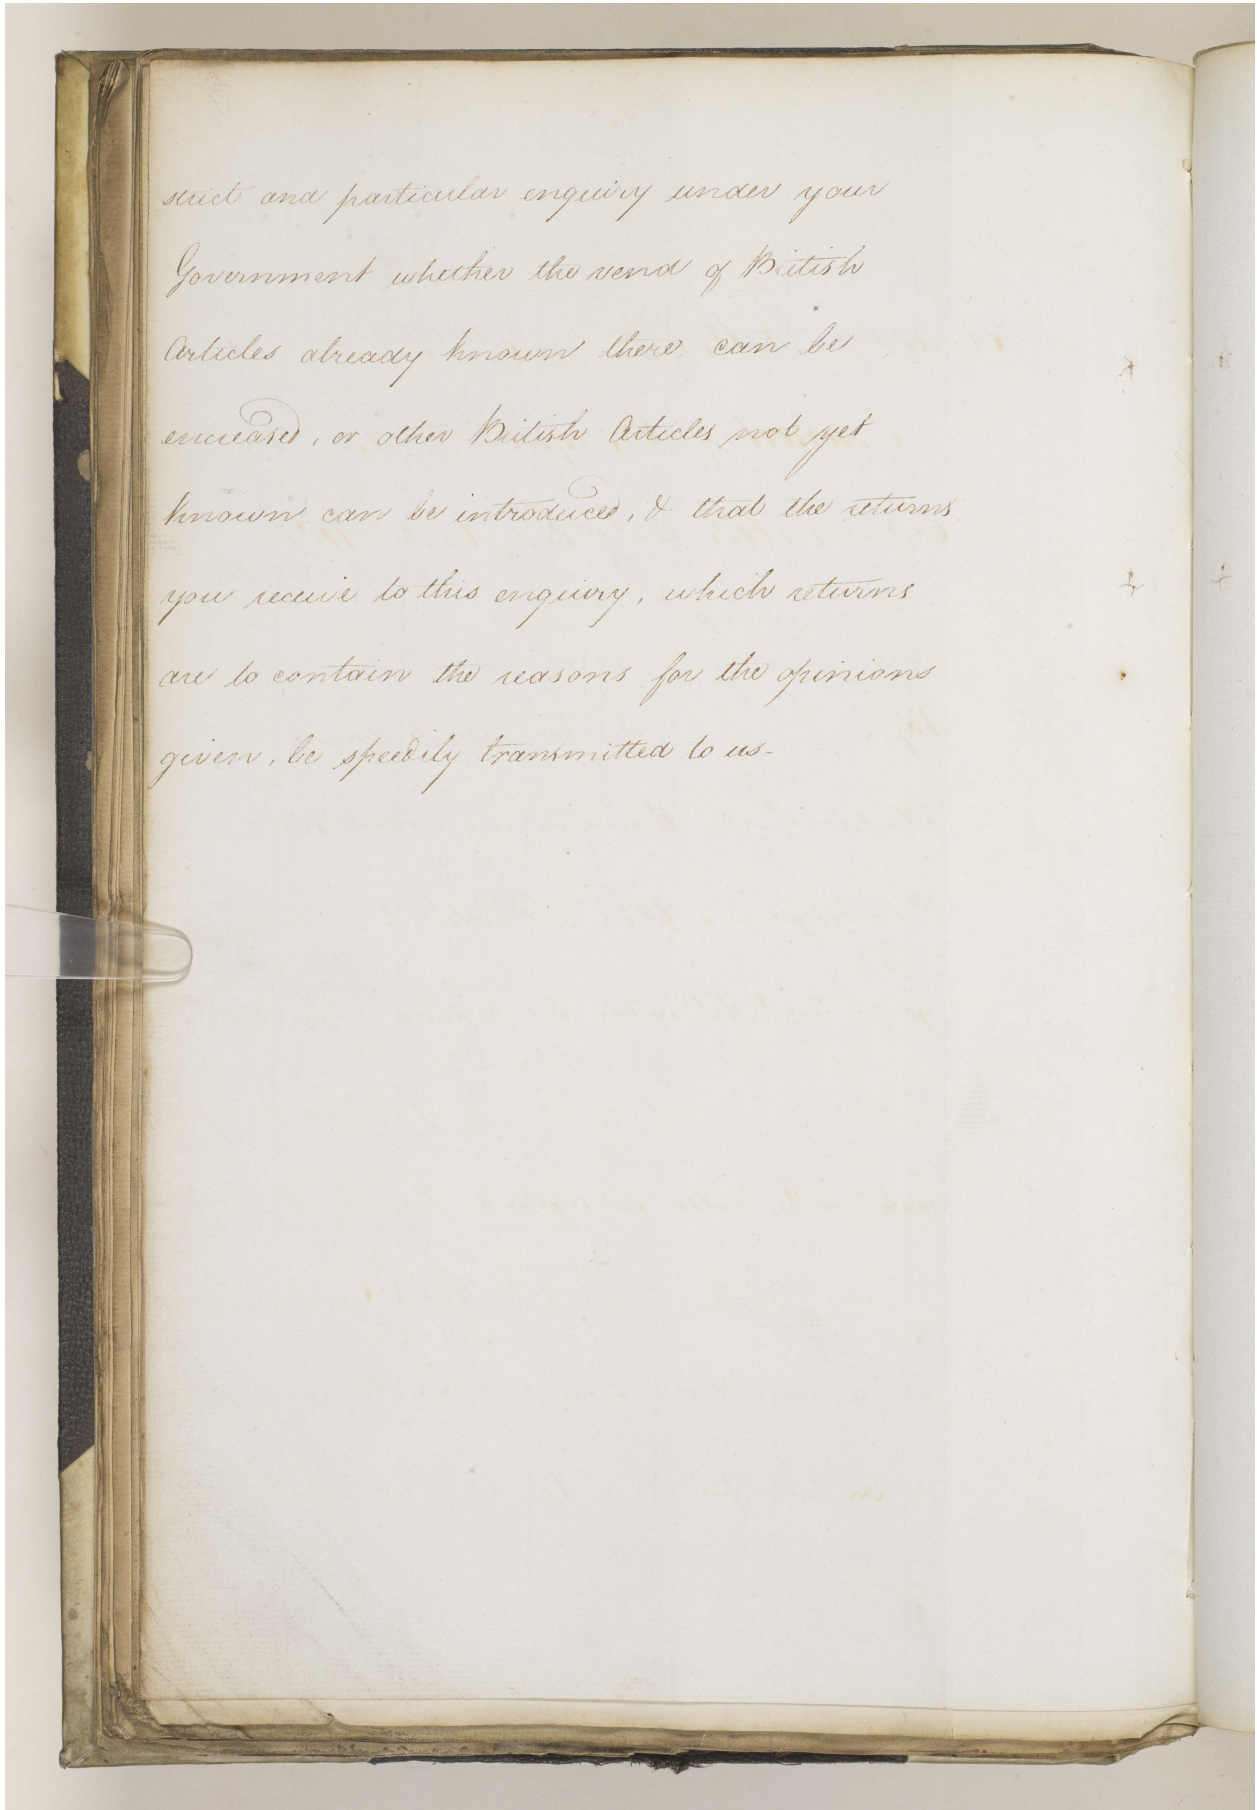 strict and particular enquiry under your
Government whether the vend of British
Articles already known there can be
encreased, or other British Articles not yet
known can be introduced, & that the returns
you receive to this enquiry, which returns
are to contain the reasons for the opinions
given, be speedily transmitted to us-